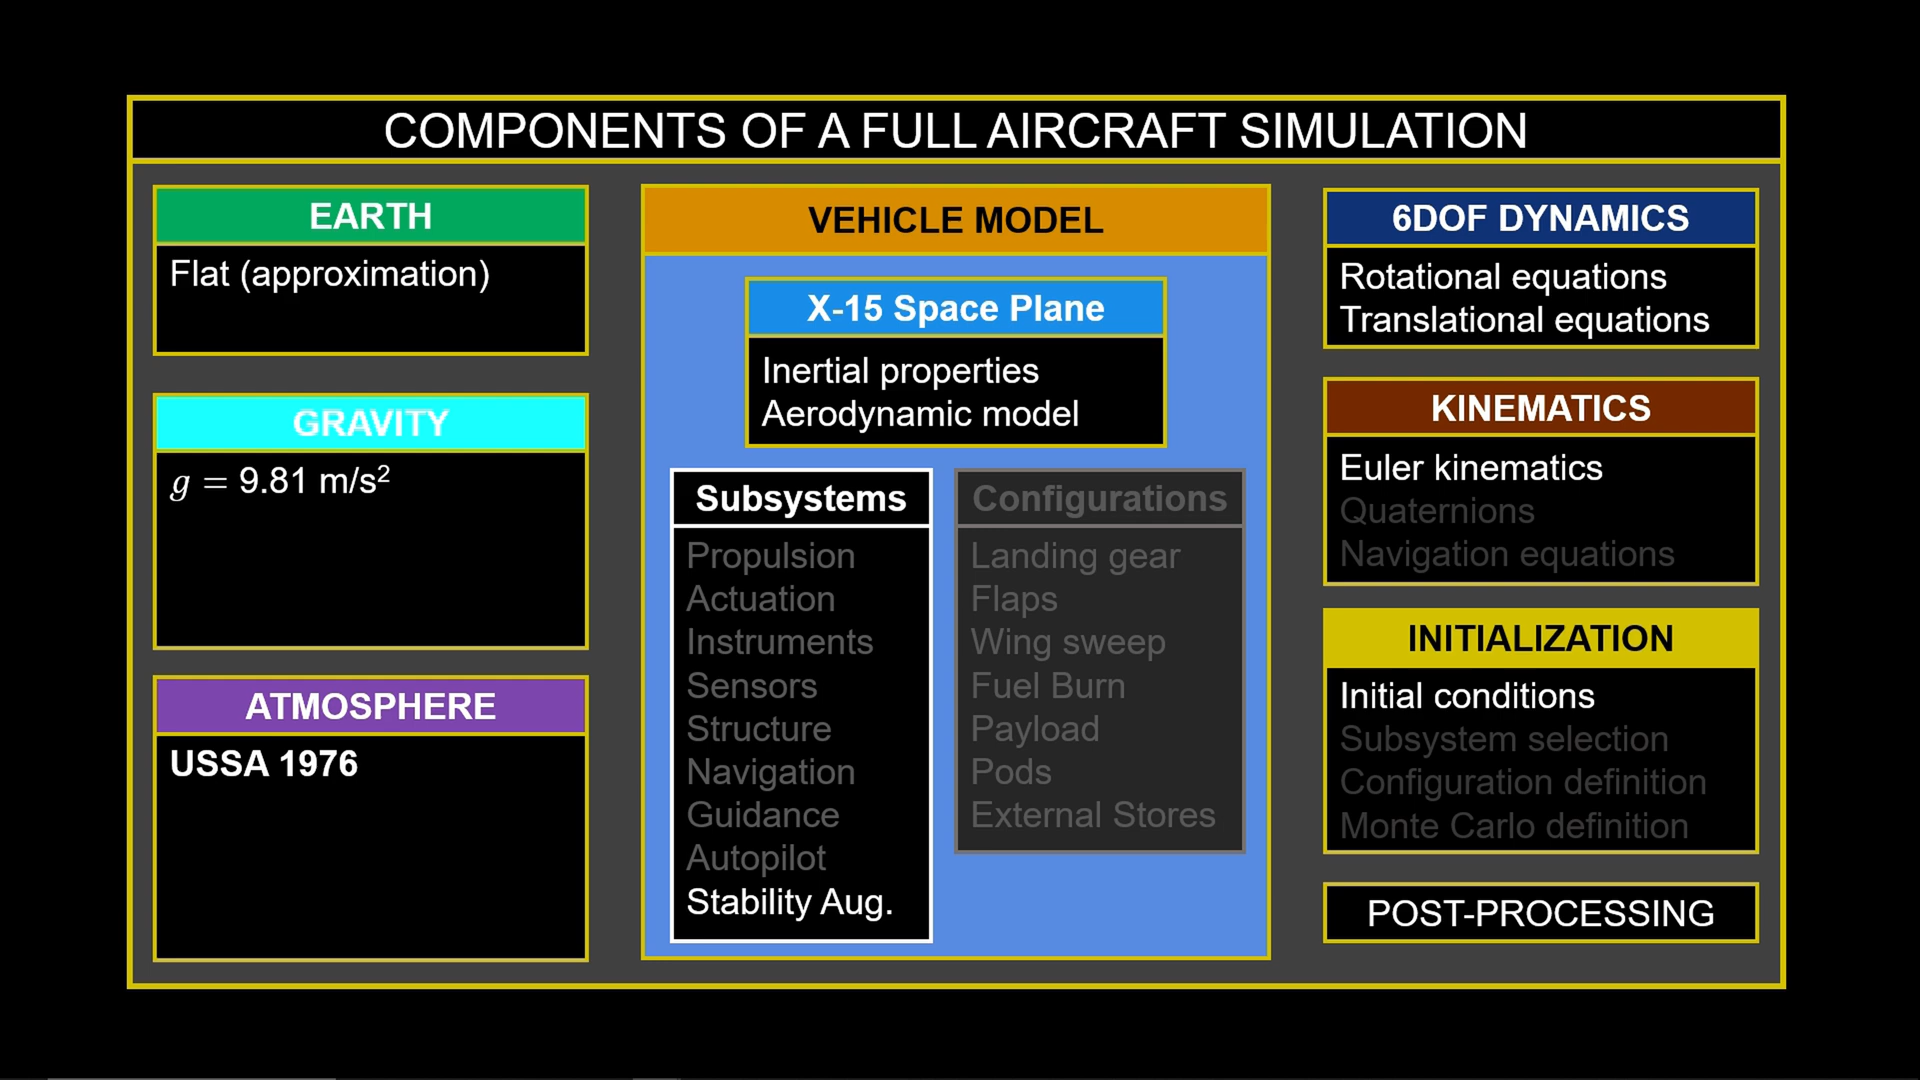 COMPONENTS OF A FULL AIRCRAFT SIMULATION
EARTH
Flat (approximation)
GRAVITY
g = 9.81 m/s²
ATMOSPHERE
USSA 1976
VEHICLE MODEL
X-15 Space Plane
Inertial properties
Aerodynamic model
Subsystems
Propulsion
Actuation
Instruments
Sensors
Structure
Navigation
Guidance
Autopilot
Stability Aug.
Configurations
Landing gear
Flaps
Wing sweep
Fuel Burn
Payload
Pods
External Stores
6DOF DYNAMICS
Rotational equations
Translational equations
KINEMATICS
Euler kinematics
Quaternions
Navigation equations
INITIALIZATION
Initial conditions
Subsystem selection
Configuration definition
Monte Carlo definition
POST-PROCESSING